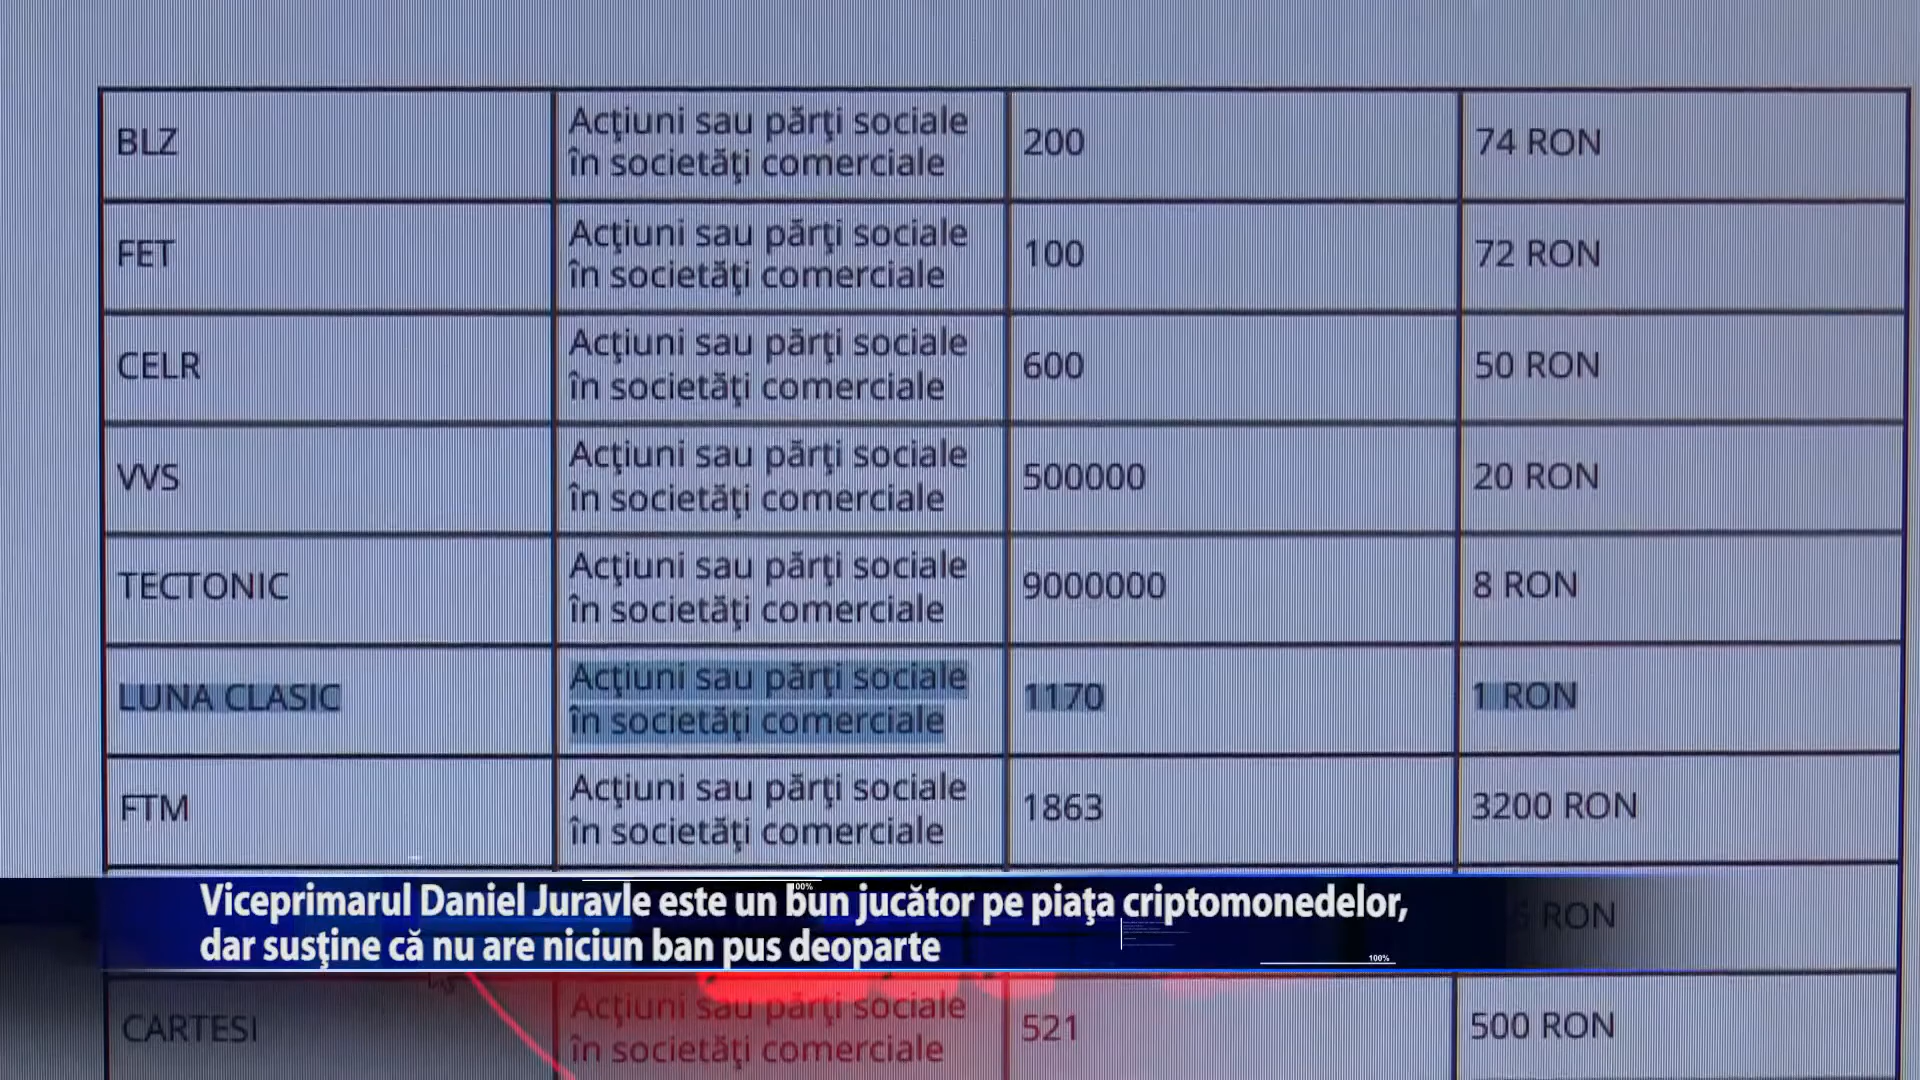 BLZ
Acţiuni sau părţi sociale
în societăţi comerciale
200
74 RON
FET
Acţiuni sau părţi sociale
în societăţi comerciale
100
72 RON
CELR
Acţiuni sau părţi sociale
în societăţi comerciale
600
50 RON
VVS
Acţiuni sau părţi sociale
în societăţi comerciale
500000
20 RON
TECTONIC
Acţiuni sau părţi sociale
în societăţi comerciale
9000000
8 RON
LUNA CLASIC
Acţiuni sau părţi sociale
în societăţi comerciale
1170
1 RON
FTM
Acţiuni sau părţi sociale
în societăţi comerciale
1863
3200 RON
RON
Viceprimarul Daniel Juravle este un bun jucător pe piaţa criptomonedelor,
dar susţine că nu are niciun ban pus deoparte
100%
CARTESI
Acţiuni sau părţi sociale
în societăţi comerciale
521
500 RON